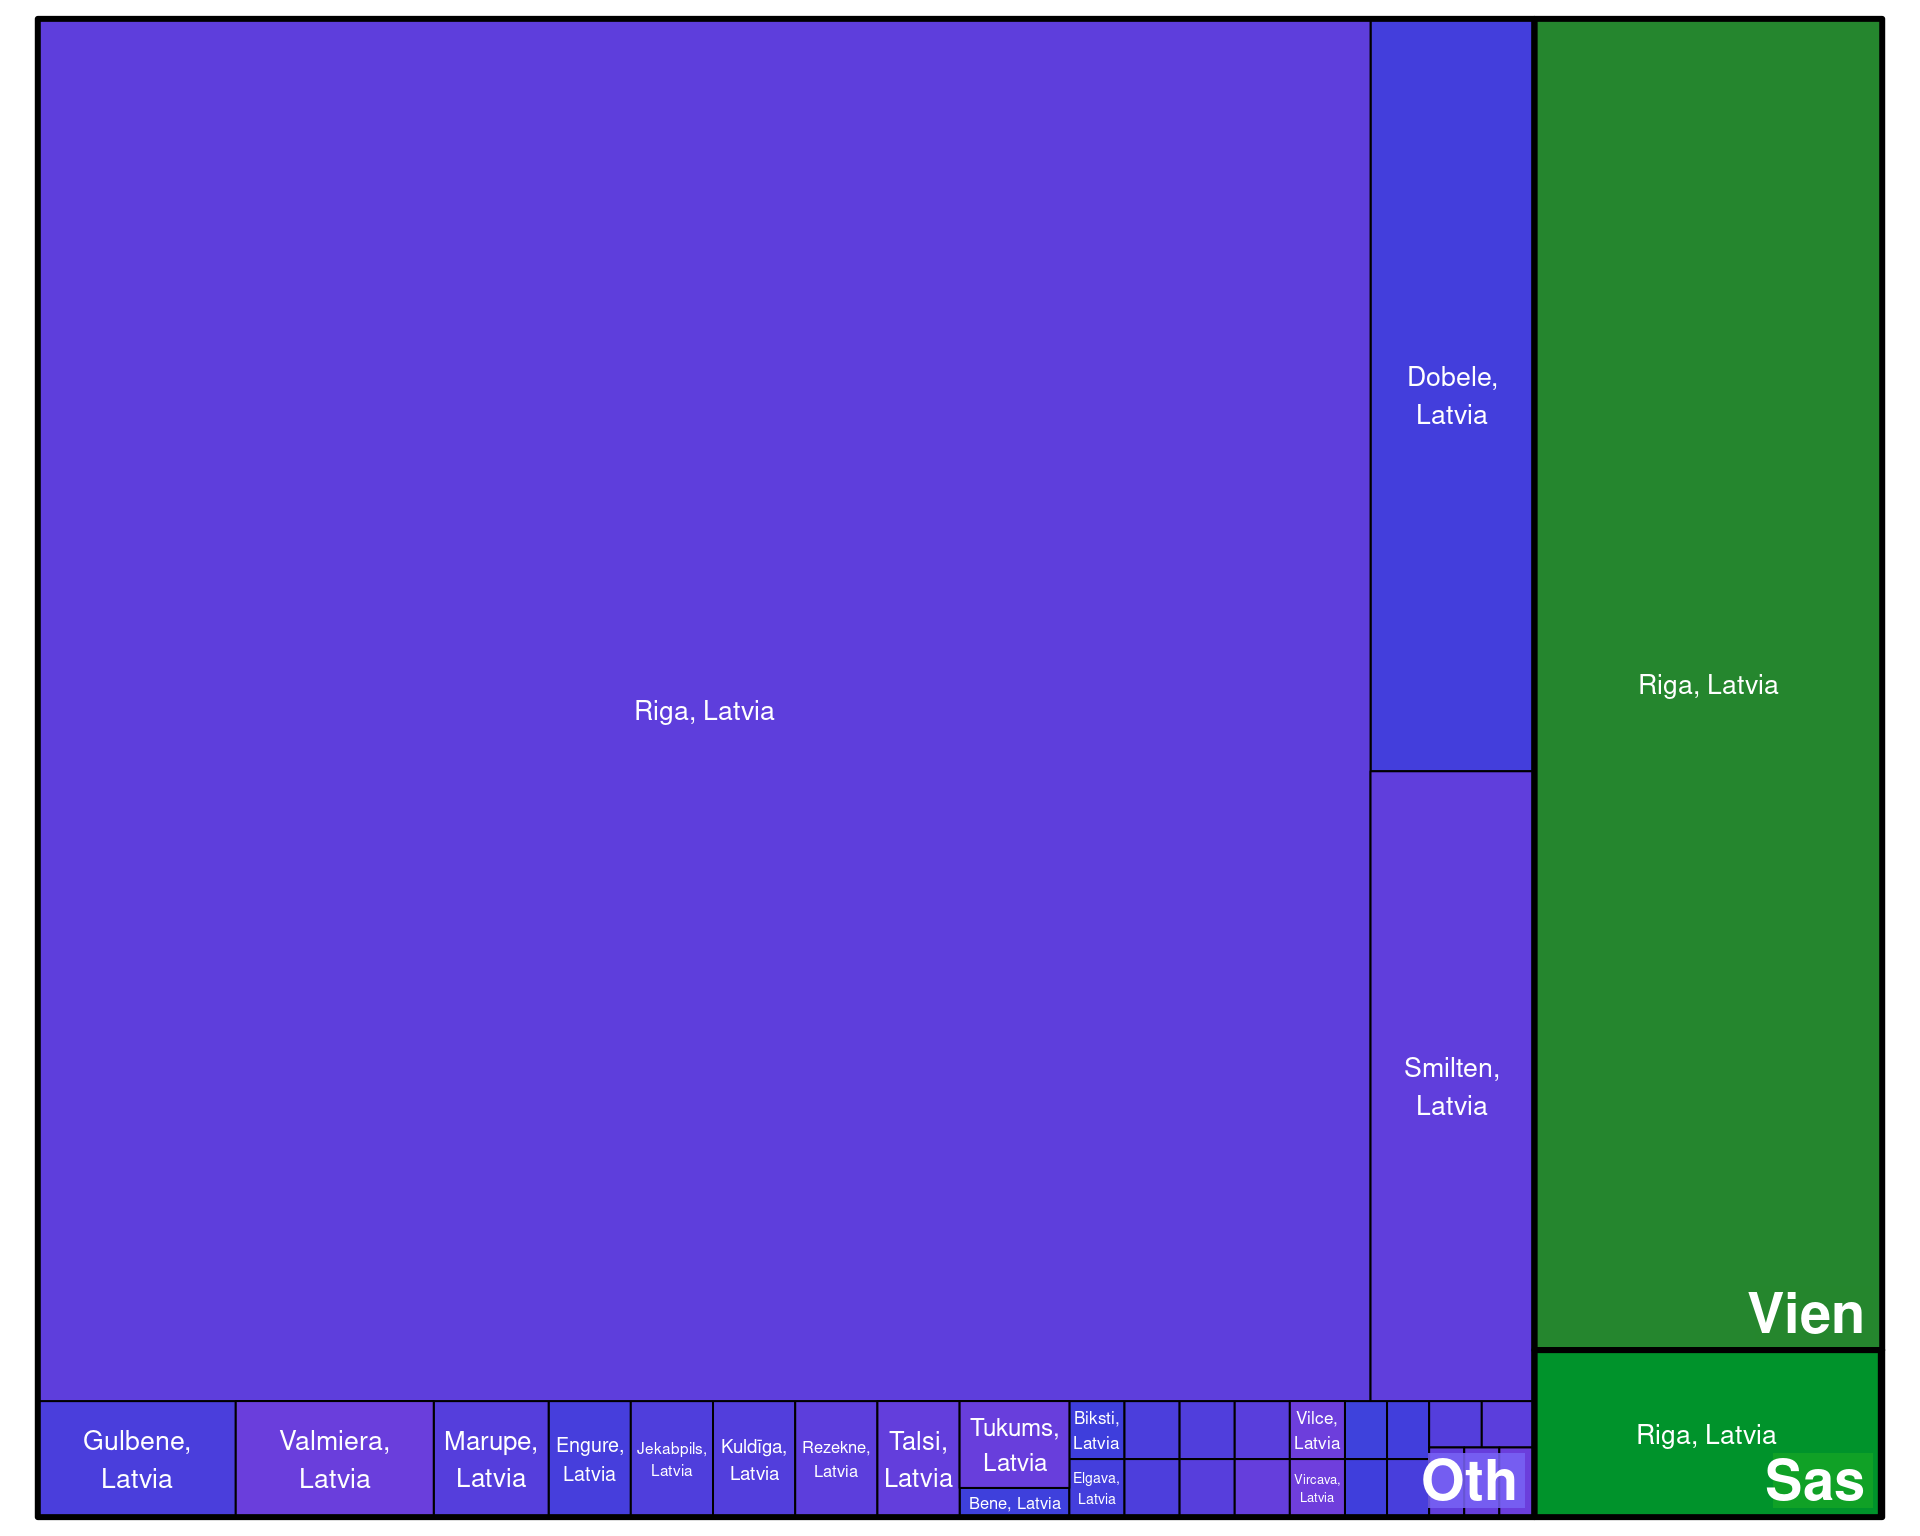 Riga, Latvia
Dobele,
Latvia
Smilten,
Latvia
Riga, Latvia
Vien
Riga, Latvia
Sas
Gulbene,
Latvia
Valmiera,
Latvia
Marupe,
Latvia
Engure,
Latvia
Jekabpils,
Latvia
Kuldīga,
Latvia
Rezekne,
Latvia
Talsi,
Latvia
Tukums,
Latvia
Bene, Latvia
Biksti,
Latvia
Elgava,
Latvia
Vilce,
Latvia
Vircava,
Latvia
Oth